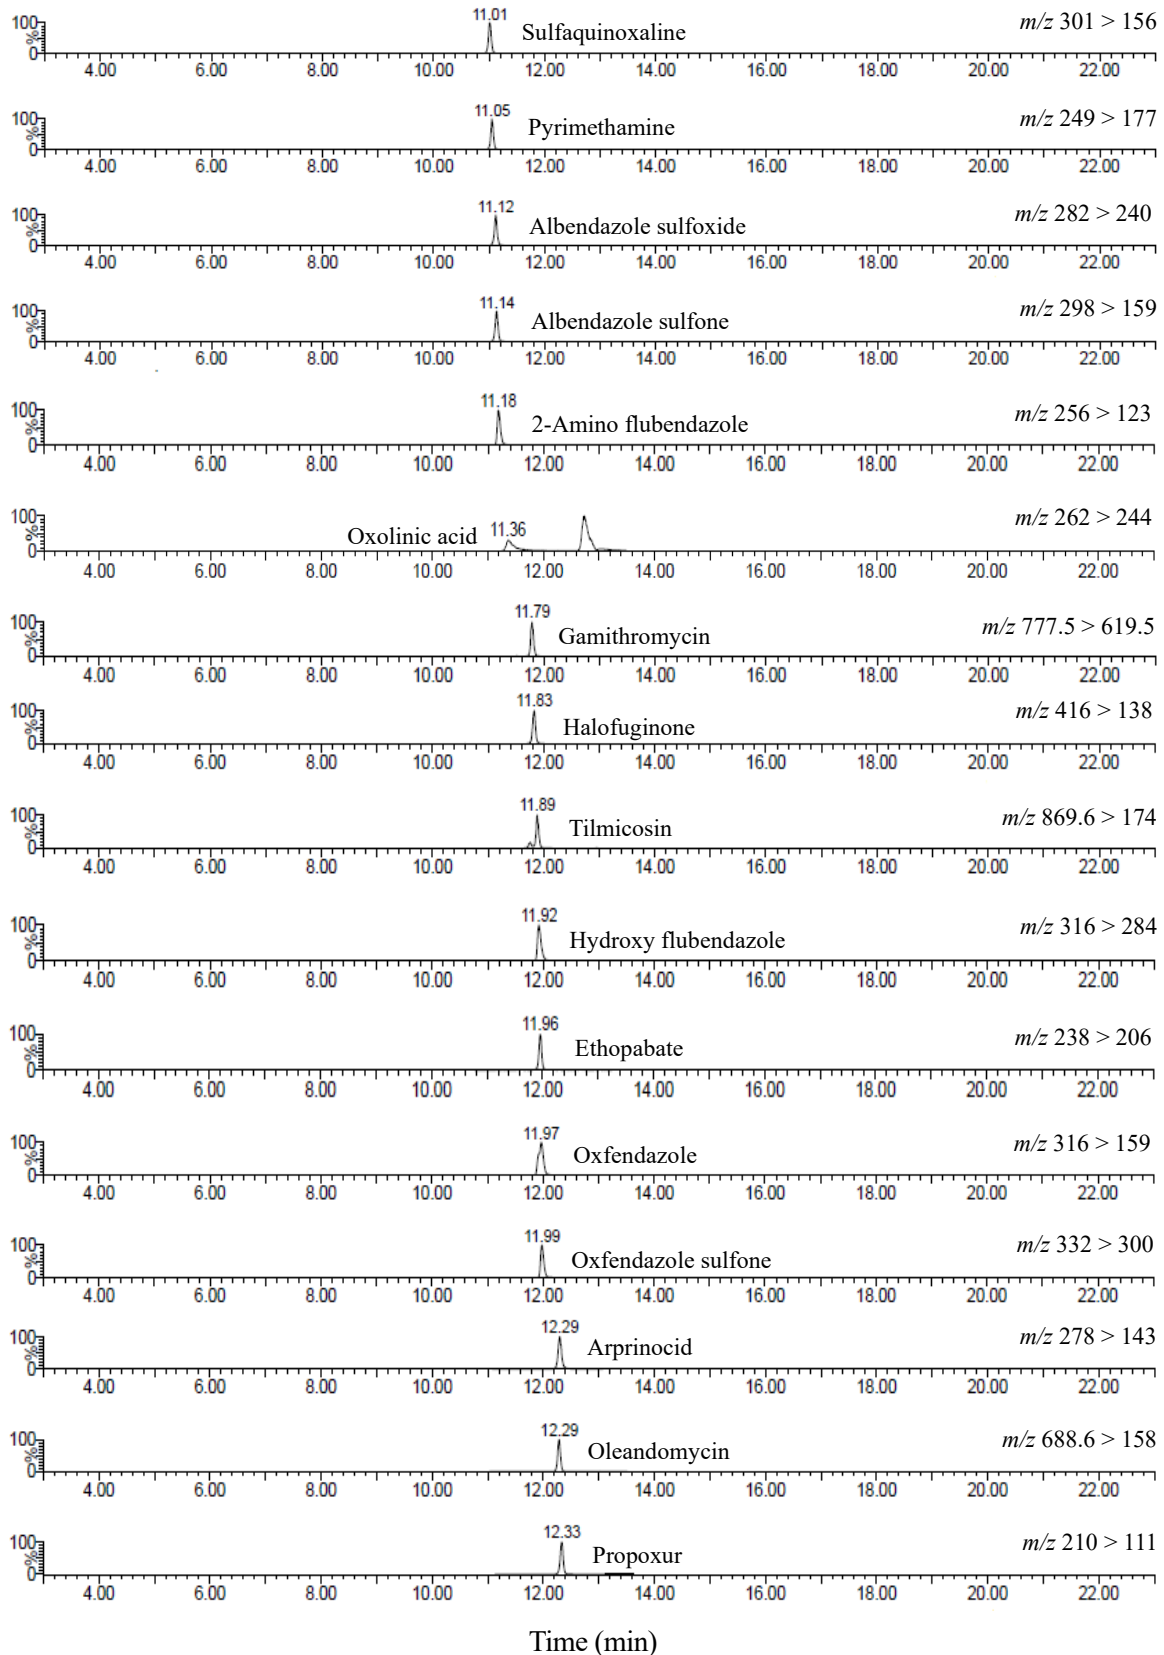 11.01
100 Sulfaquinoxaline m/z 301 > 156
%
0
4.00 6.00 8.00 10.00 12.00 14.00 16.00 18.00 20.00 22.00
11.05
100 Pyrimethamine m/z 249 > 177
%
0
4.00 6.00 8.00 10.00 12.00 14.00 16.00 18.00 20.00 22.00
11.12
100 Albendazole sulfoxide m/z 282 > 240
%
0
4.00 6.00 8.00 10.00 12.00 14.00 16.00 18.00 20.00 22.00
11.14
100 Albendazole sulfone m/z 298 > 159
%
0
4.00 6.00 8.00 10.00 12.00 14.00 16.00 18.00 20.00 22.00
11.18
100 2-Amino flubendazole m/z 256 > 123
%
0
4.00 6.00 8.00 10.00 12.00 14.00 16.00 18.00 20.00 22.00
100 Oxolinic acid 11.36 m/z 262 > 244
%
0
4.00 6.00 8.00 10.00 12.00 14.00 16.00 18.00 20.00 22.00
11.79
100 Gamithromycin m/z 777.5 > 619.5
%
0
4.00 6.00 8.00 10.00 12.00 14.00 16.00 18.00 20.00 22.00
11.83
100 Halofuginone m/z 416 > 138
%
0
4.00 6.00 8.00 10.00 12.00 14.00 16.00 18.00 20.00 22.00
11.89
100 Tilmicosin m/z 869.6 > 174
%
0
4.00 6.00 8.00 10.00 12.00 14.00 16.00 18.00 20.00 22.00
11.92
100 Hydroxy flubendazole m/z 316 > 284
%
0
4.00 6.00 8.00 10.00 12.00 14.00 16.00 18.00 20.00 22.00
11.96
100 Ethopabate m/z 238 > 206
%
0
4.00 6.00 8.00 10.00 12.00 14.00 16.00 18.00 20.00 22.00
11.97
100 Oxfendazole m/z 316 > 159
%
0
4.00 6.00 8.00 10.00 12.00 14.00 16.00 18.00 20.00 22.00
11.99
100 Oxfendazole sulfone m/z 332 > 300
%
0
4.00 6.00 8.00 10.00 12.00 14.00 16.00 18.00 20.00 22.00
12.29
100 Arprinocid m/z 278 > 143
%
0
4.00 6.00 8.00 10.00 12.00 14.00 16.00 18.00 20.00 22.00
12.29
100 Oleandomycin m/z 688.6 > 158
%
0
4.00 6.00 8.00 10.00 12.00 14.00 16.00 18.00 20.00 22.00
12.33
100 Propoxur m/z 210 > 111
%
0
4.00 6.00 8.00 10.00 12.00 14.00 16.00 18.00 20.00 22.00
Time (min)